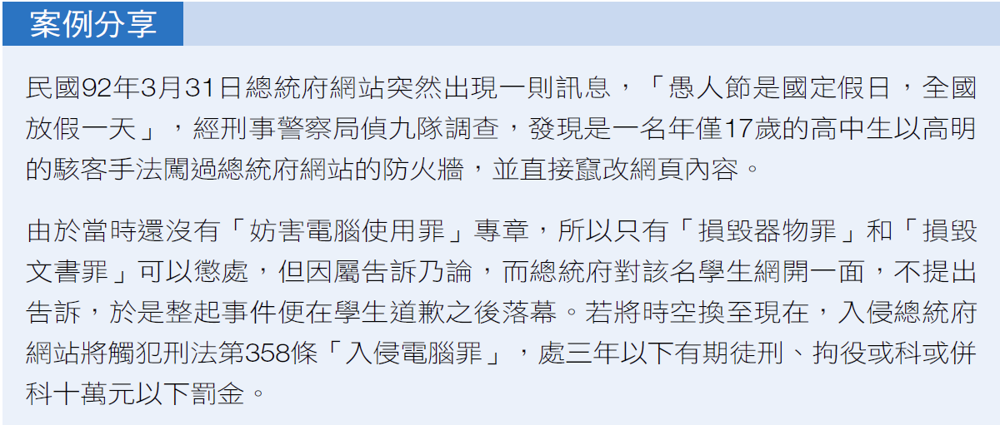 案例分享
民國92年3月31日總統府網站突然出現一則訊息，「愚人節是國定假日，全國
放假一天」，經刑事警察局偵九隊調查，發現是一名年僅17歲的高中生以高明
的駭客手法闖過總統府網站的防火牆，並直接竄改網頁內容。
由於當時還沒有「妨害電腦使用罪」專章，所以只有「損毀器物罪」和「損毀
文書罪」可以懲處，但因屬告訴乃論，而總統府對該名學生網開一面，不提出
告訴，於是整起事件便在學生道歉之後落幕。若將時空換至現在，入侵總統府
網站將觸犯刑法第358條「入侵電腦罪」，處三年以下有期徒刑、拘役或科或併
科十萬元以下罰金。